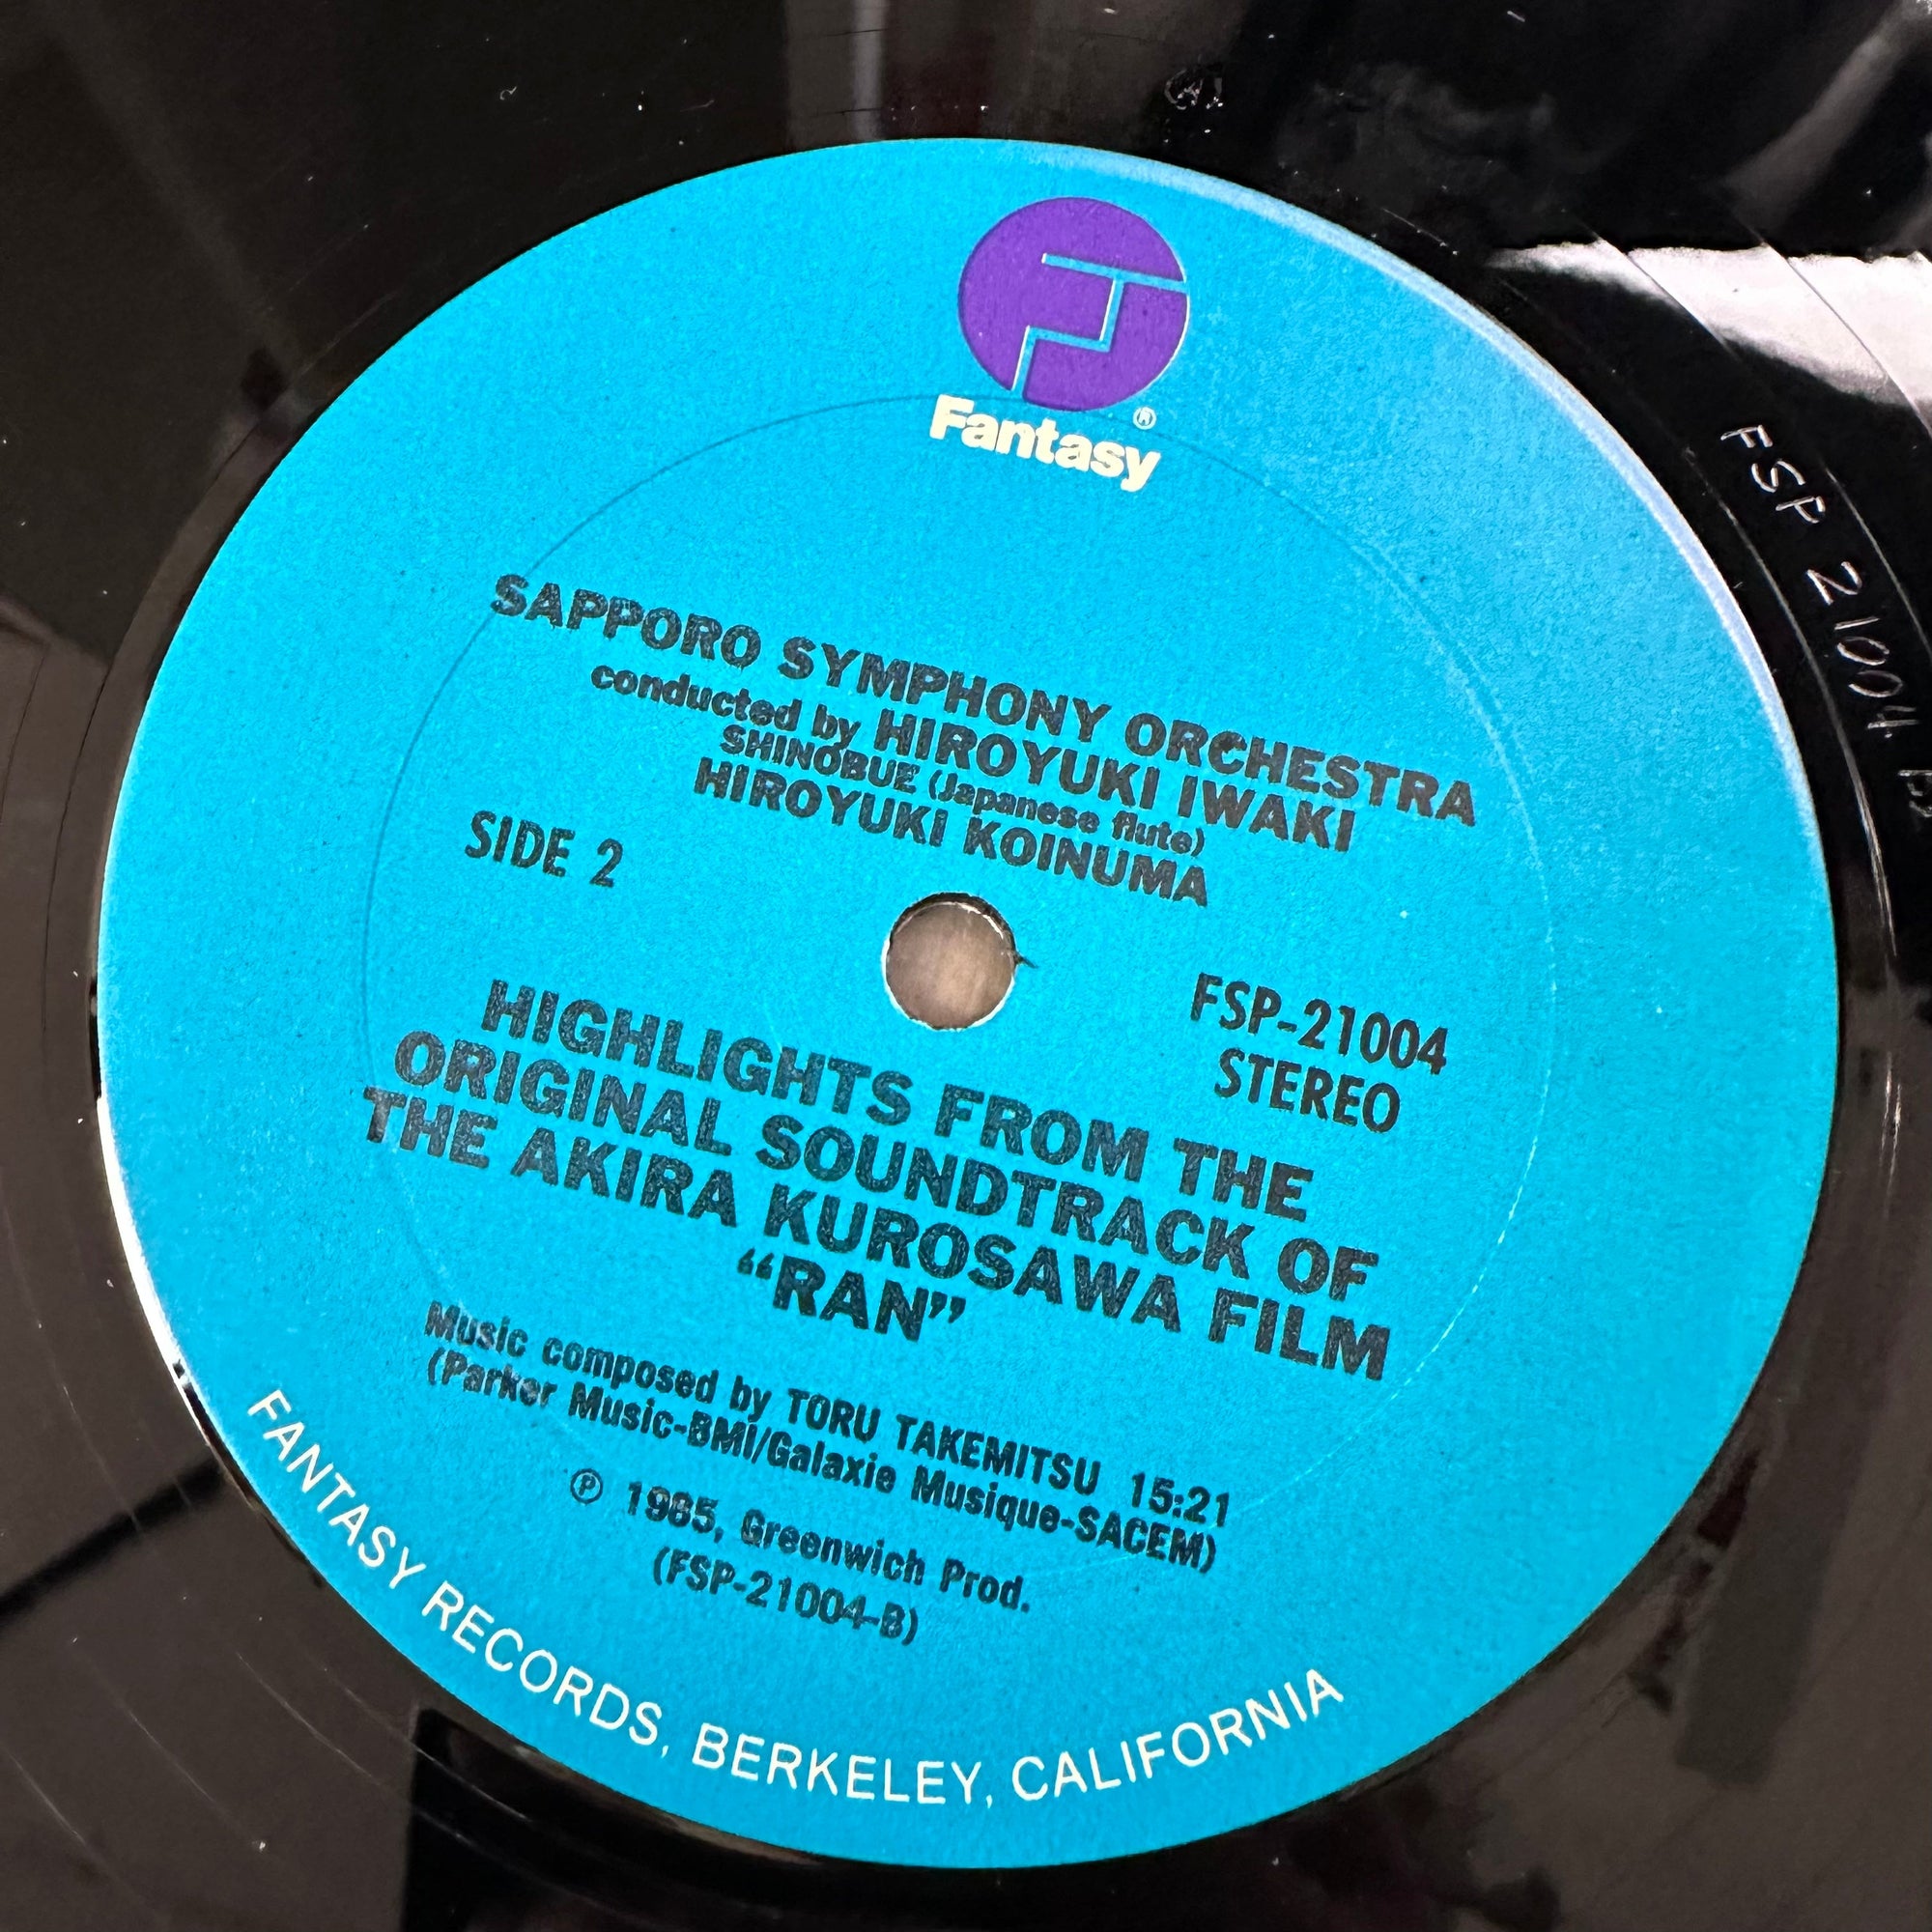 Fantasy®
SAPPORO SYMPHONY ORCHESTRA
conducted by HIROYUKI IWAKI
SHINOBUE (Japanese flute)
HIROYUKI KOINUMA
SIDE 2
FSP-21004
STEREO
HIGHLIGHTS FROM THE
ORIGINAL SOUNDTRACK OF
THE AKIRA KUROSAWA FILM
“RAN”
Music composed by TORU TAKEMITSU 15:21
(Parker Music-BMI/Galaxie Musique-SACEM)
℗ 1985, Greenwich Prod.
(FSP-21004-B)
FANTASY RECORDS, BERKELEY, CALIFORNIA
FSP 21004